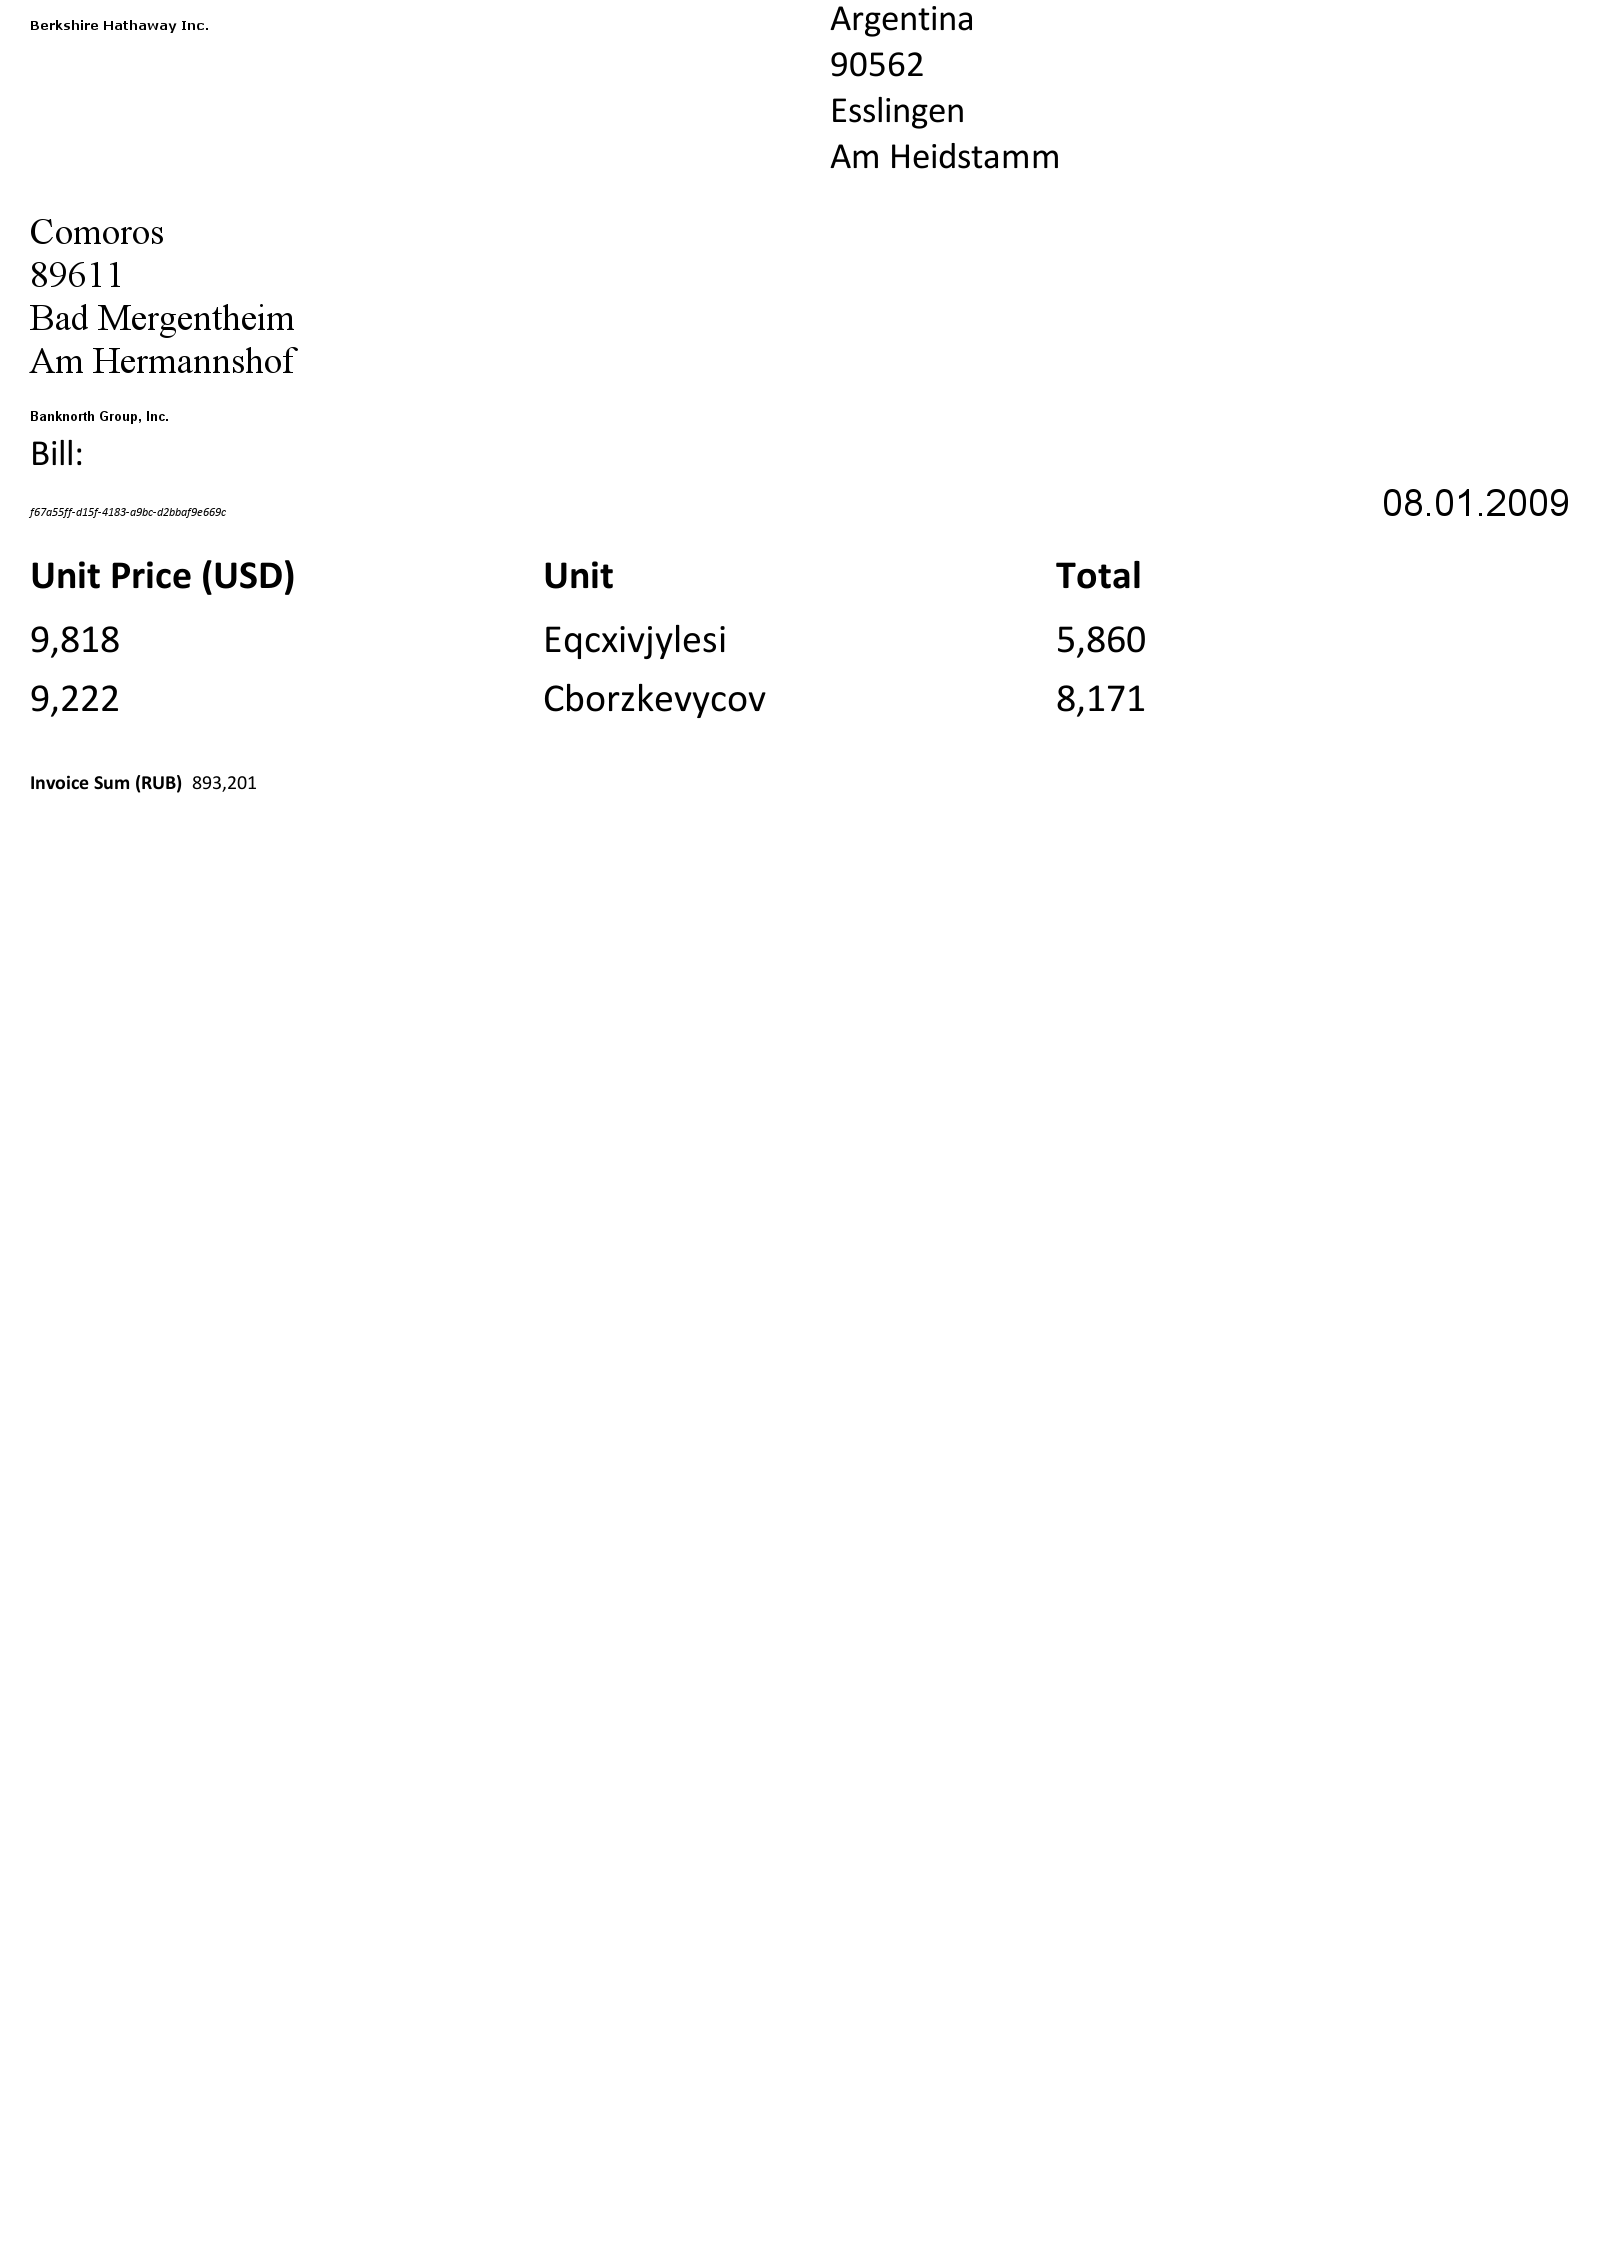 Berkshire Hathaway Inc.
Argentina
90562
Esslingen
Am Heidstamm
Comoros
89611
Bad Mergentheim
Am Hermannshof
Banknorth Group, Inc.
Bill:
f67a55ff-d15f-4183-a9bc-d2bbaf9e669c 08.01.2009
Unit Price (USD) Unit Total
9,818 Eqcxivjylesi 5,860
9,222 Cborzkevycov 8,171
Invoice Sum (RUB) 893,201